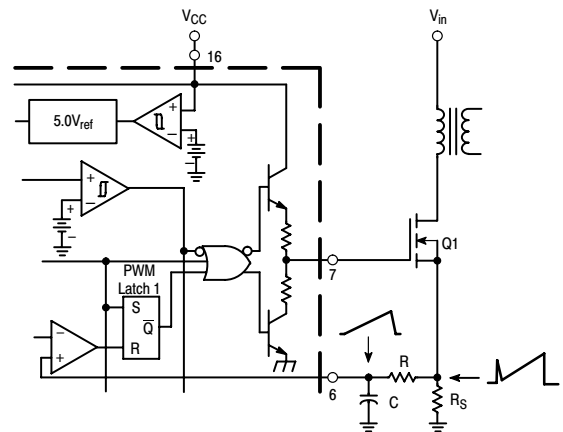 VCC
Vin
16
+
−
5.0Vref
+
−
+
−
+
−
Q1
7
PWM
Latch 1
S
Q̅
R
−
+
6
R
C
RS